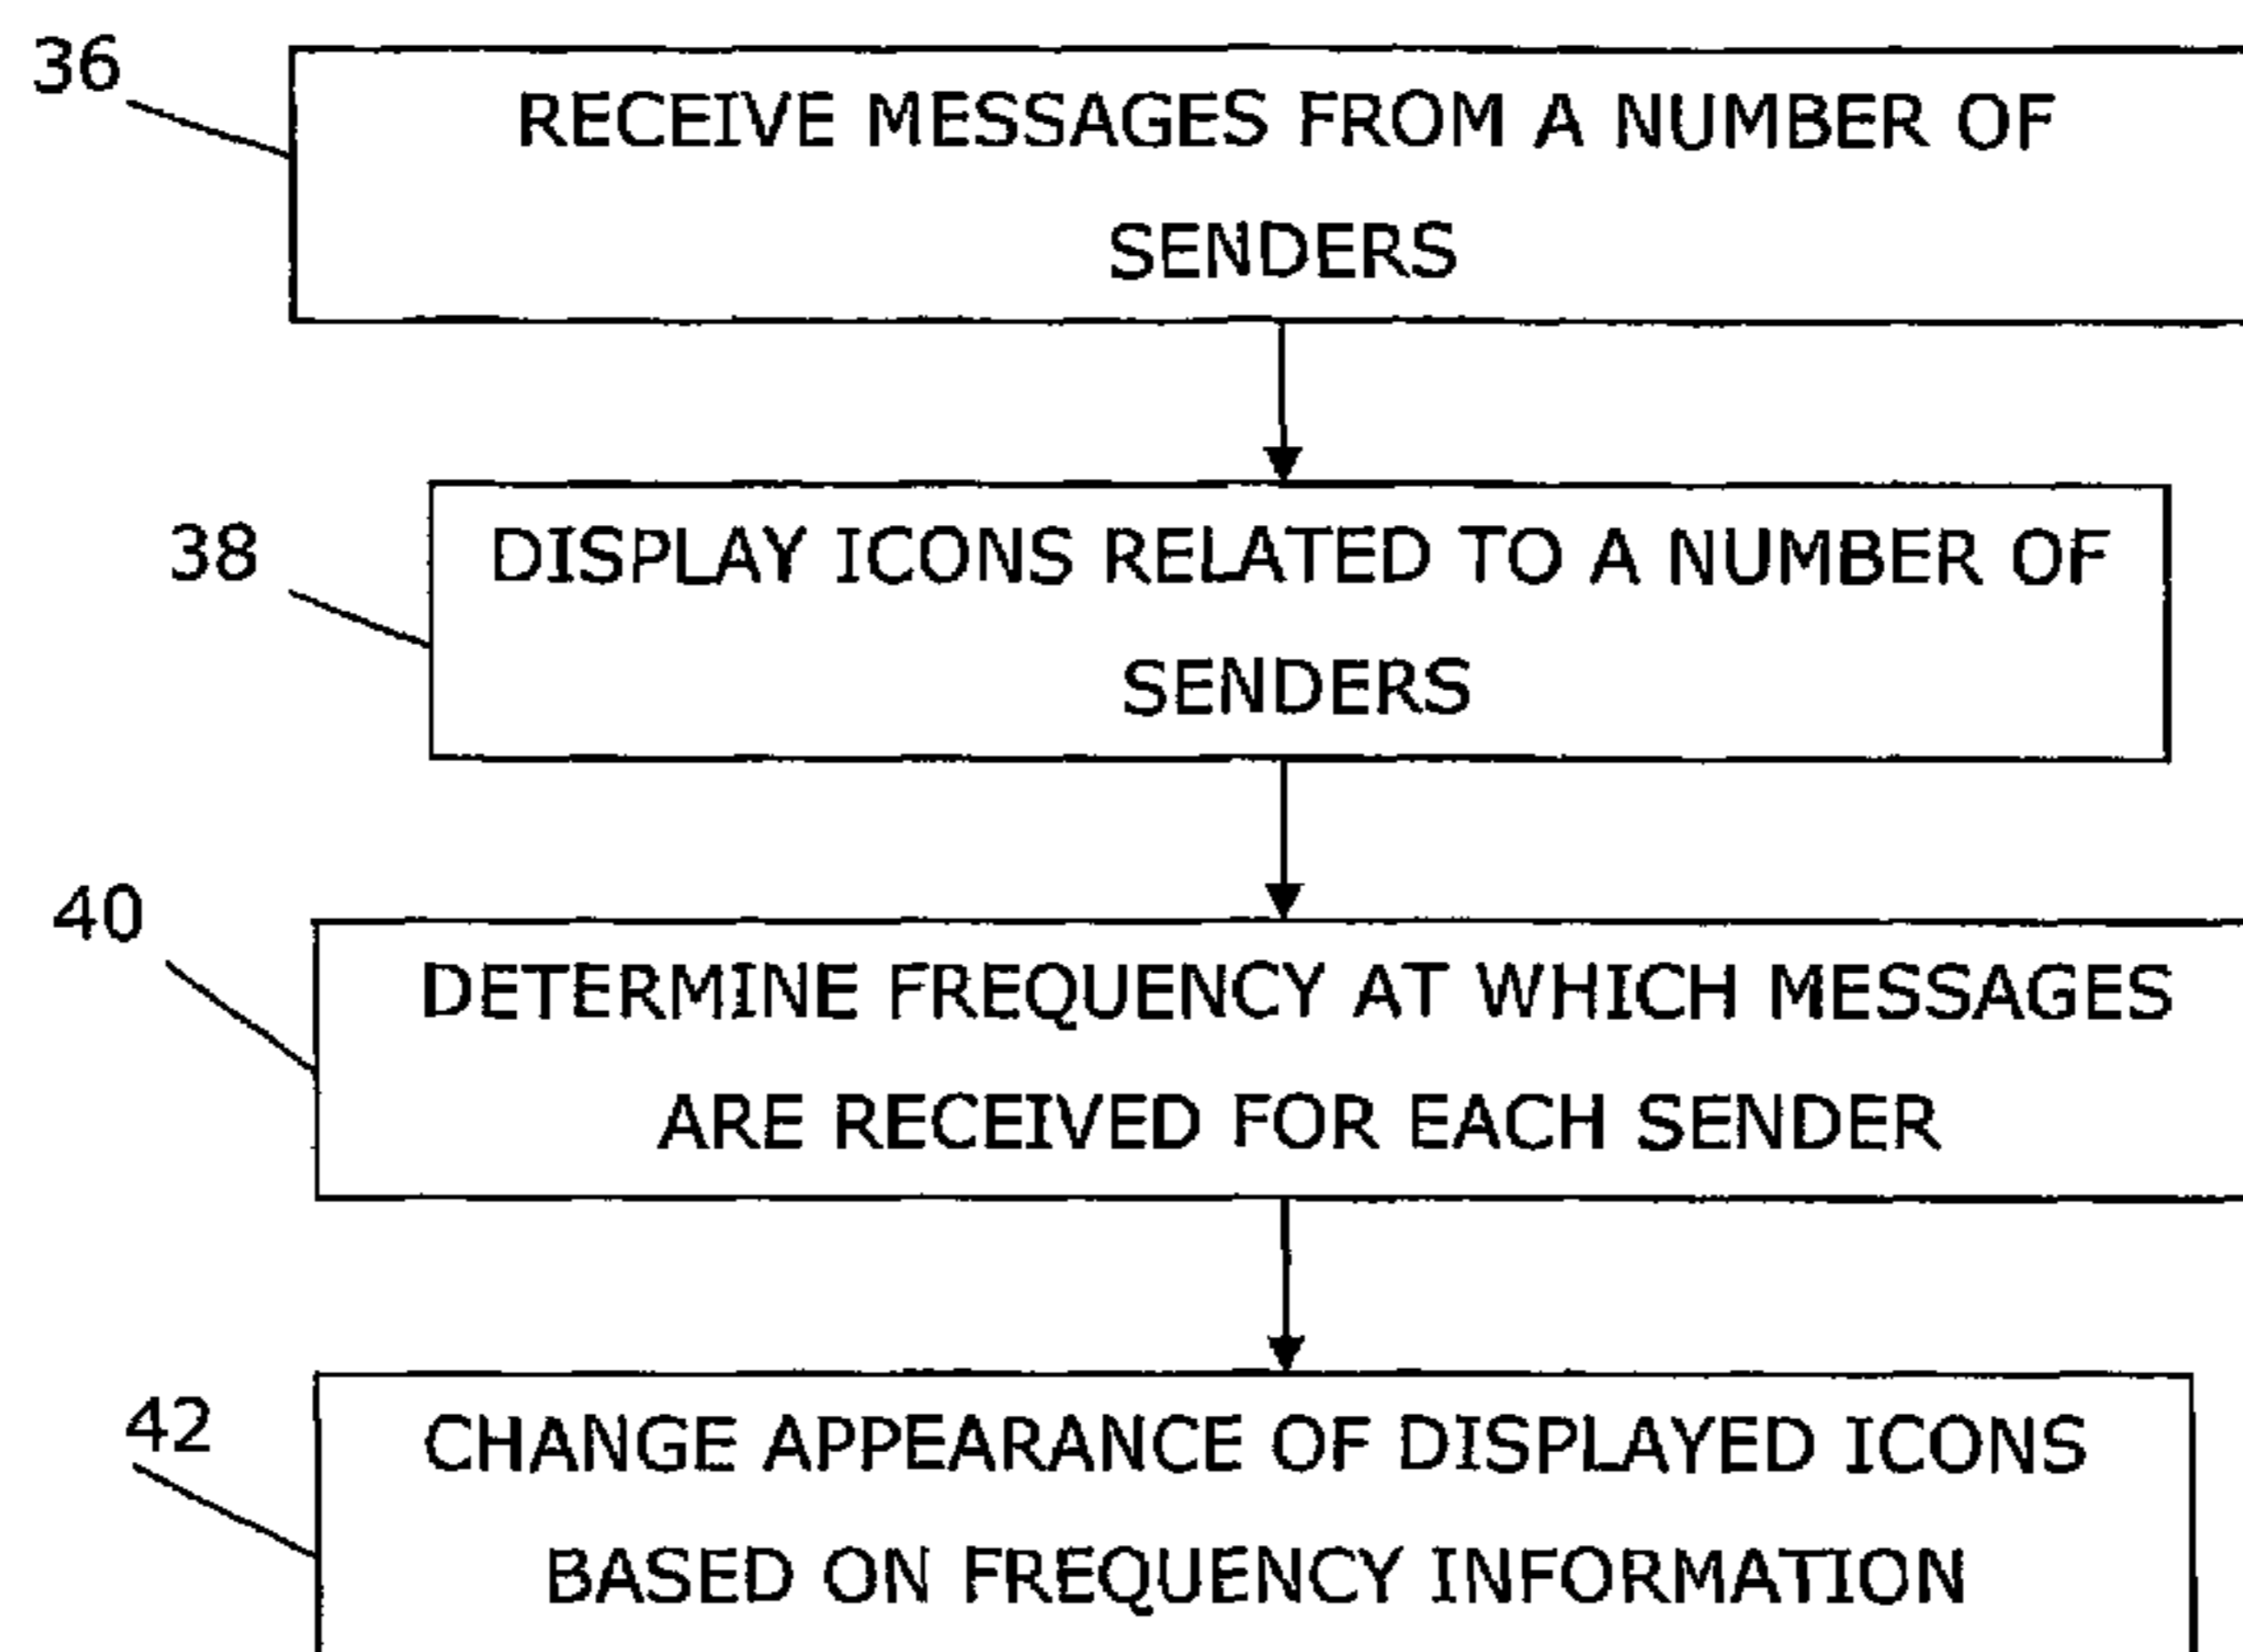 36
RECEIVE MESSAGES FROM A NUMBER OF
SENDERS
38
DISPLAY ICONS RELATED TO A NUMBER OF
SENDERS
40
DETERMINE FREQUENCY AT WHICH MESSAGES
ARE RECEIVED FOR EACH SENDER
42
CHANGE APPEARANCE OF DISPLAYED ICONS
BASED ON FREQUENCY INFORMATION